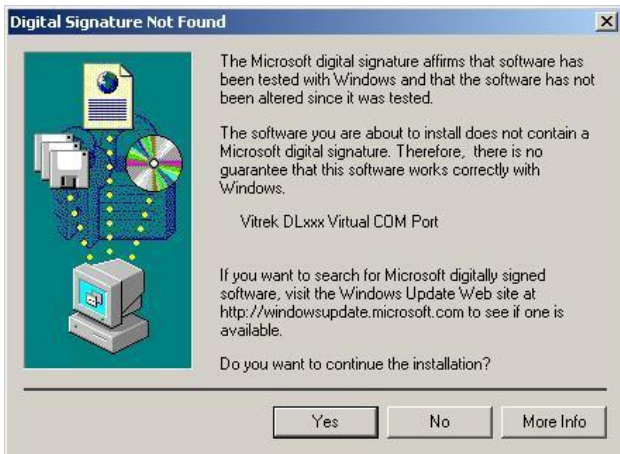 Digital Signature Not Found
The Microsoft digital signature affirms that software has
been tested with Windows and that the software has not
been altered since it was tested.
The software you are about to install does not contain a
Microsoft digital signature. Therefore, there is no
guarantee that this software works correctly with
Windows.
Vitrek DLxxx Virtual COM Port
If you want to search for Microsoft digitally signed
software, visit the Windows Update Web site at
http://windowsupdate.microsoft.com to see if one is
available.
Do you want to continue the installation?
Yes
No
More Info